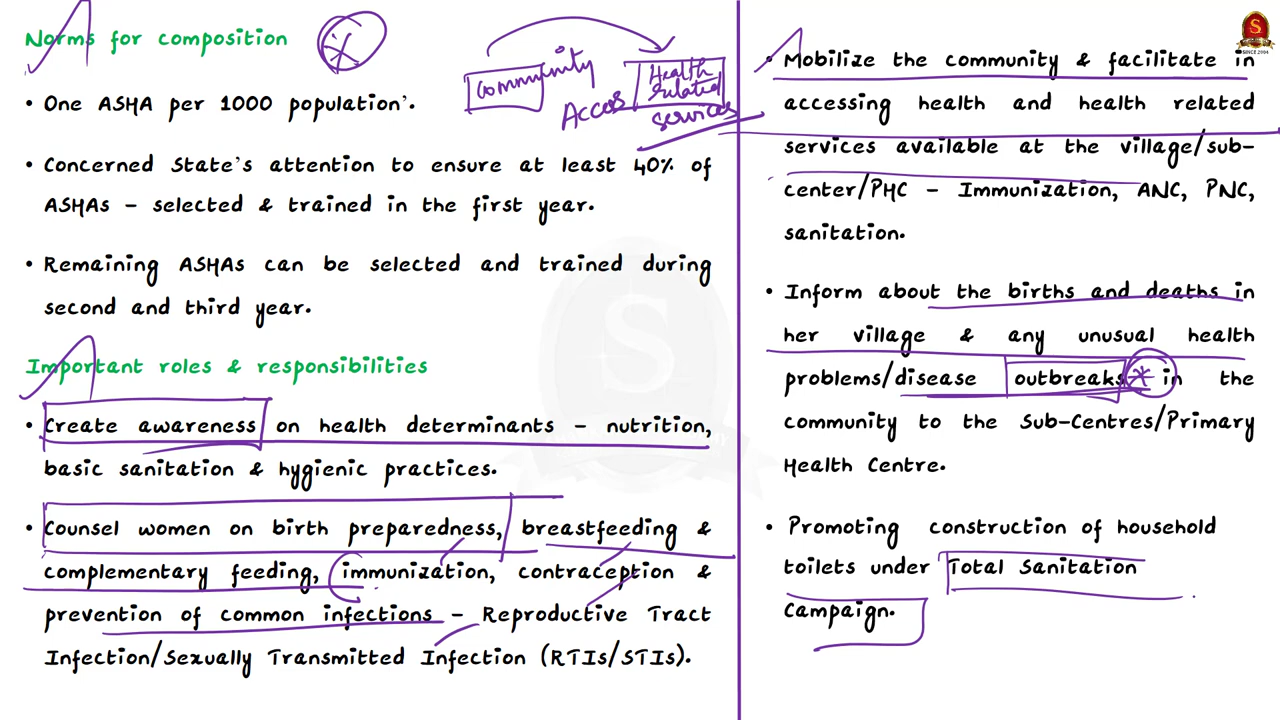 Norms for composition
• One ASHA per 1000 population'.
• Concerned State's attention to ensure at least 40% of
ASHAs – selected & trained in the first year.
• Remaining ASHAs can be selected and trained during
second and third year.
Important roles & responsibilities
• Create awareness on health determinants – nutrition,
basic sanitation & hygienic practices.
• Counsel women on birth preparedness, breastfeeding &
complementary feeding, immunization, contraception &
prevention of common infections – Reproductive Tract
Infection/Sexually Transmitted Infection (RTIs/STIs).
Community
Acces
Health
related
services
• Mobilize the community & facilitate in
accessing health and health related
services available at the village/sub-
center/PHC – Immunization, ANC, PNC,
sanitation.
• Inform about the births and deaths in
her village & any unusual health
problems/disease outbreaks in the
community to the Sub-Centres/Primary
Health Centre.
• Promoting construction of household
toilets under Total Sanitation
Campaign.
S
SINCE 2004